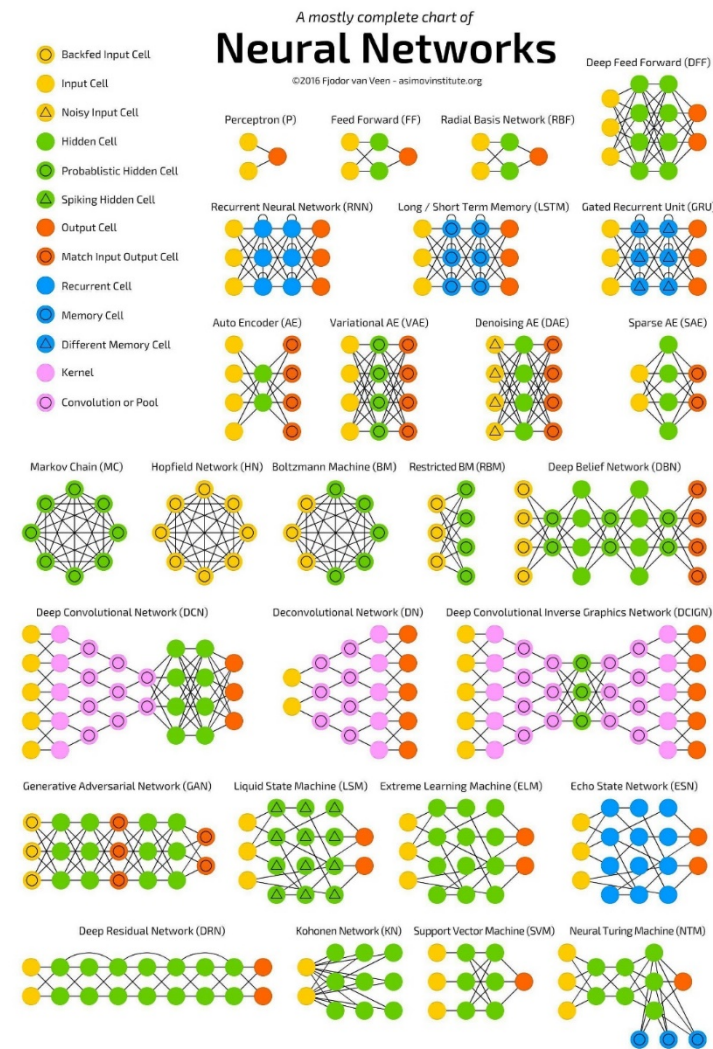 A mostly complete chart of
Neural Networks
©2016 Fjodor van Veen - asimovinstitute.org
Backfed Input Cell
Input Cell
Noisy Input Cell
Hidden Cell
Probablistic Hidden Cell
Spiking Hidden Cell
Output Cell
Match Input Output Cell
Recurrent Cell
Memory Cell
Different Memory Cell
Kernel
Convolution or Pool
Deep Feed Forward (DFF)
Perceptron (P)
Feed Forward (FF)
Radial Basis Network (RBF)
Recurrent Neural Network (RNN)
Long / Short Term Memory (LSTM)
Gated Recurrent Unit (GRU)
Auto Encoder (AE)
Variational AE (VAE)
Denoising AE (DAE)
Sparse AE (SAE)
Markov Chain (MC)
Hopfield Network (HN)
Boltzmann Machine (BM)
Restricted BM (RBM)
Deep Belief Network (DBN)
Deep Convolutional Network (DCN)
Deconvolutional Network (DN)
Deep Convolutional Inverse Graphics Network (DCIGN)
Generative Adversarial Network (GAN)
Liquid State Machine (LSM)
Extreme Learning Machine (ELM)
Echo State Network (ESN)
Deep Residual Network (DRN)
Kohonen Network (KN)
Support Vector Machine (SVM)
Neural Turing Machine (NTM)